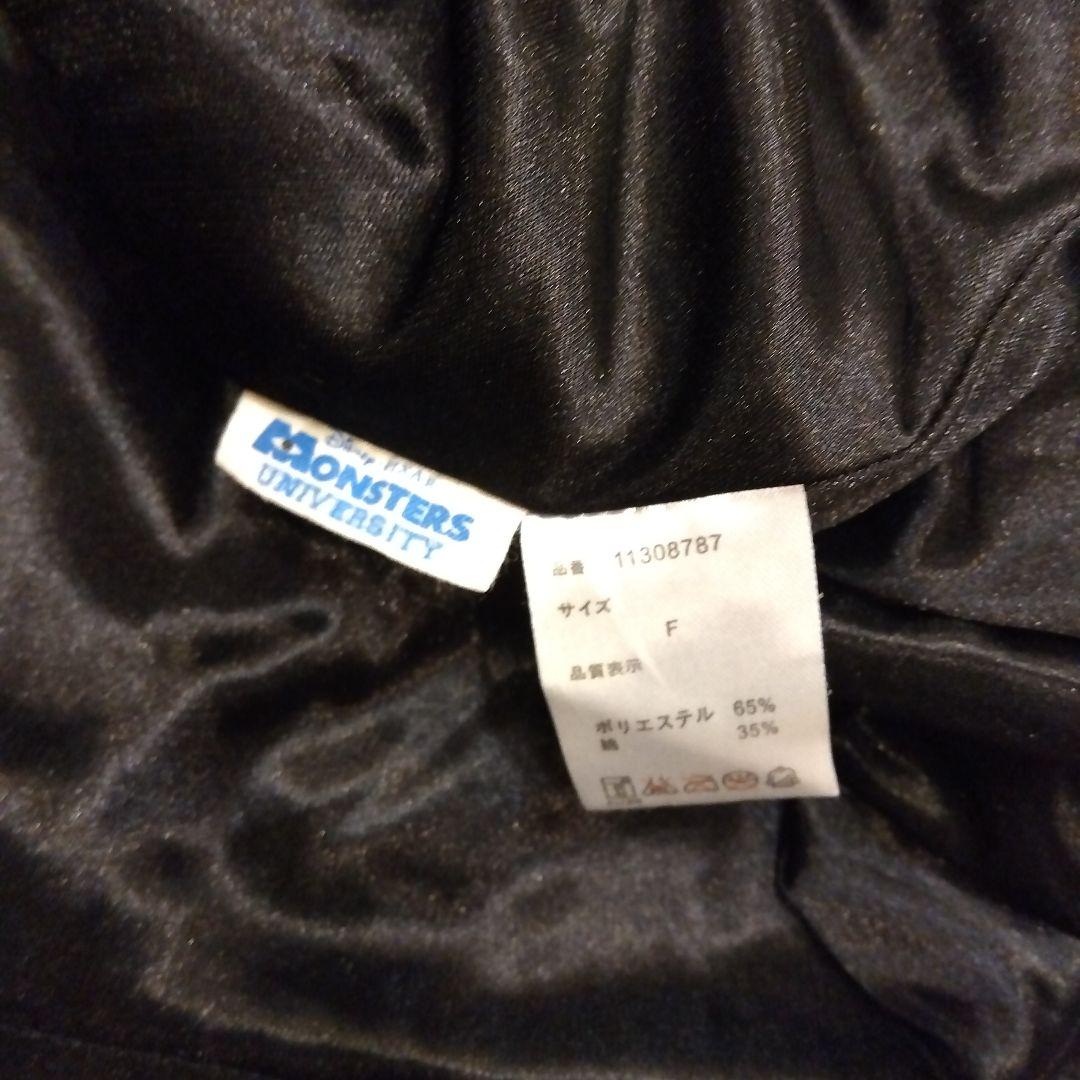 Disney PIXAR
MONSTERS
UNIVERSITY
品番 11308787
サイズ
F
品質表示
ポリエステル 65%
綿 35%